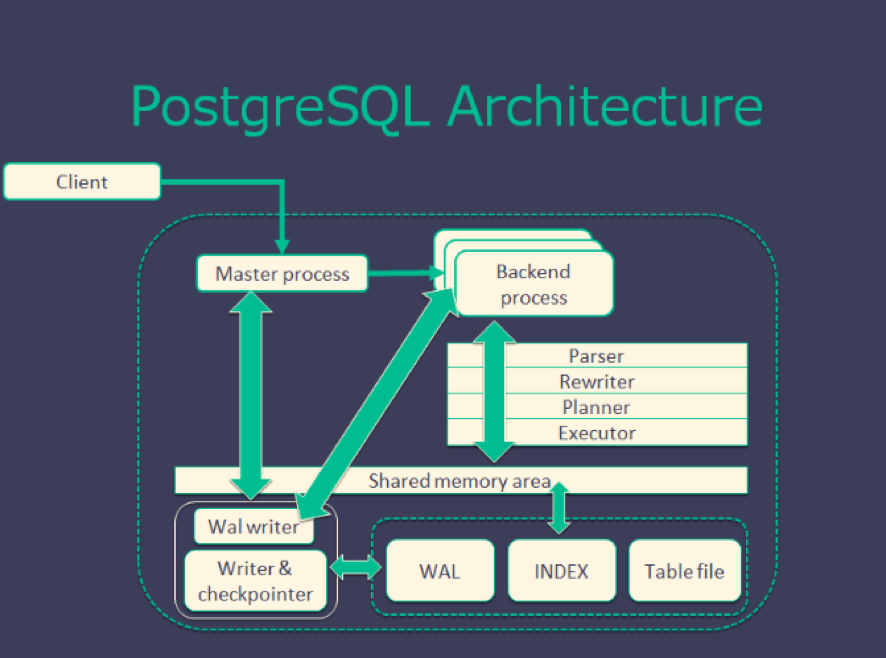 PostgreSQL Architecture
Client
Master process
Backend
process
Parser
Rewriter
Planner
Executor
Shared memory area
Wal writer
Writer &
checkpointer
WAL
INDEX
Table file